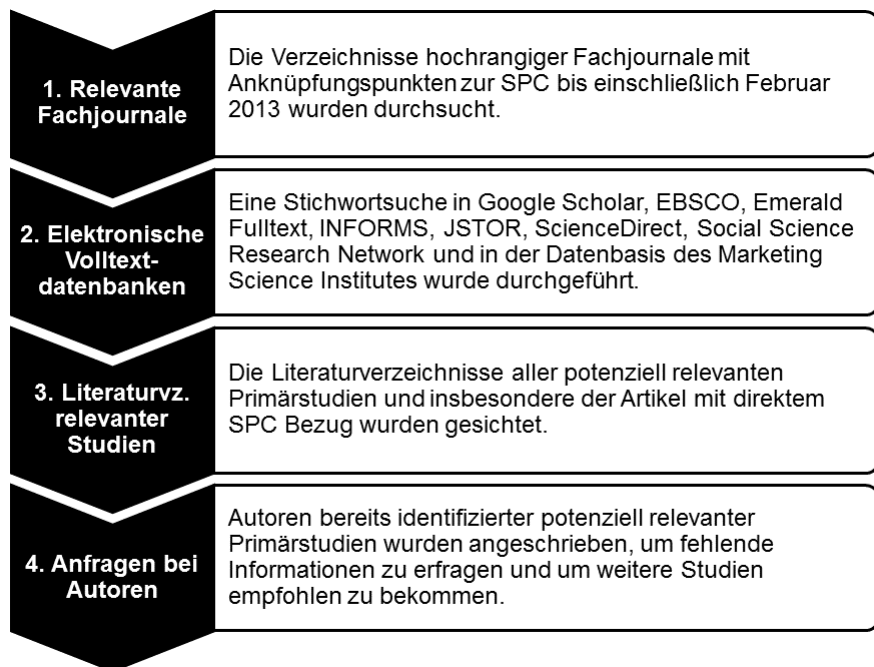 1. Relevante
Fachjournale
Die Verzeichnisse hochrangiger Fachjournale mit
Anknüpfungspunkten zur SPC bis einschließlich Februar
2013 wurden durchsucht.
2. Elektronische
Volltext-
datenbanken
Eine Stichwortsuche in Google Scholar, EBSCO, Emerald
Fulltext, INFORMS, JSTOR, ScienceDirect, Social Science
Research Network und in der Datenbasis des Marketing
Science Institutes wurde durchgeführt.
3. Literaturvz.
relevanter
Studien
Die Literaturverzeichnisse aller potenziell relevanten
Primärstudien und insbesondere der Artikel mit direktem
SPC Bezug wurden gesichtet.
4. Anfragen bei
Autoren
Autoren bereits identifizierter potenziell relevanter
Primärstudien wurden angeschrieben, um fehlende
Informationen zu erfragen und um weitere Studien
empfohlen zu bekommen.